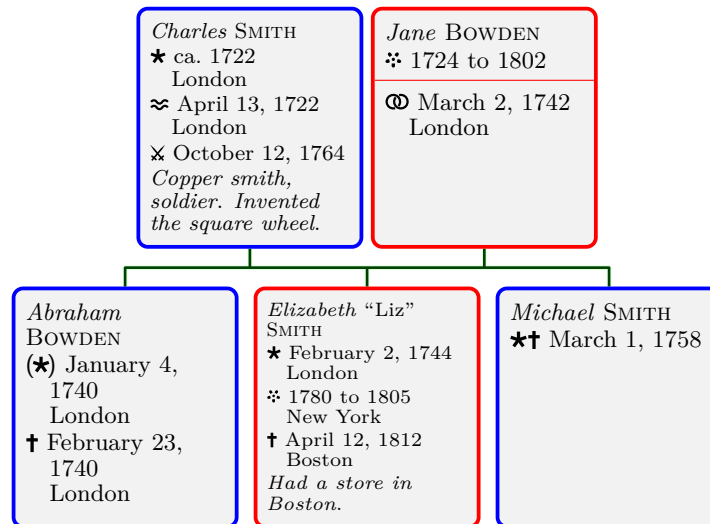 Charles SMITH
★ ca. 1722
London
≈ April 13, 1722
London
⚔ October 12, 1764
Copper smith,
soldier. Invented
the square wheel.
Jane BOWDEN
⁘ 1724 to 1802
⚭ March 2, 1742
London
Abraham
BOWDEN
(★) January 4,
1740
London
✝ February 23,
1740
London
Elizabeth “Liz”
SMITH
★ February 2, 1744
London
⁘ 1780 to 1805
New York
✝ April 12, 1812
Boston
Had a store in
Boston.
Michael SMITH
★✝ March 1, 1758